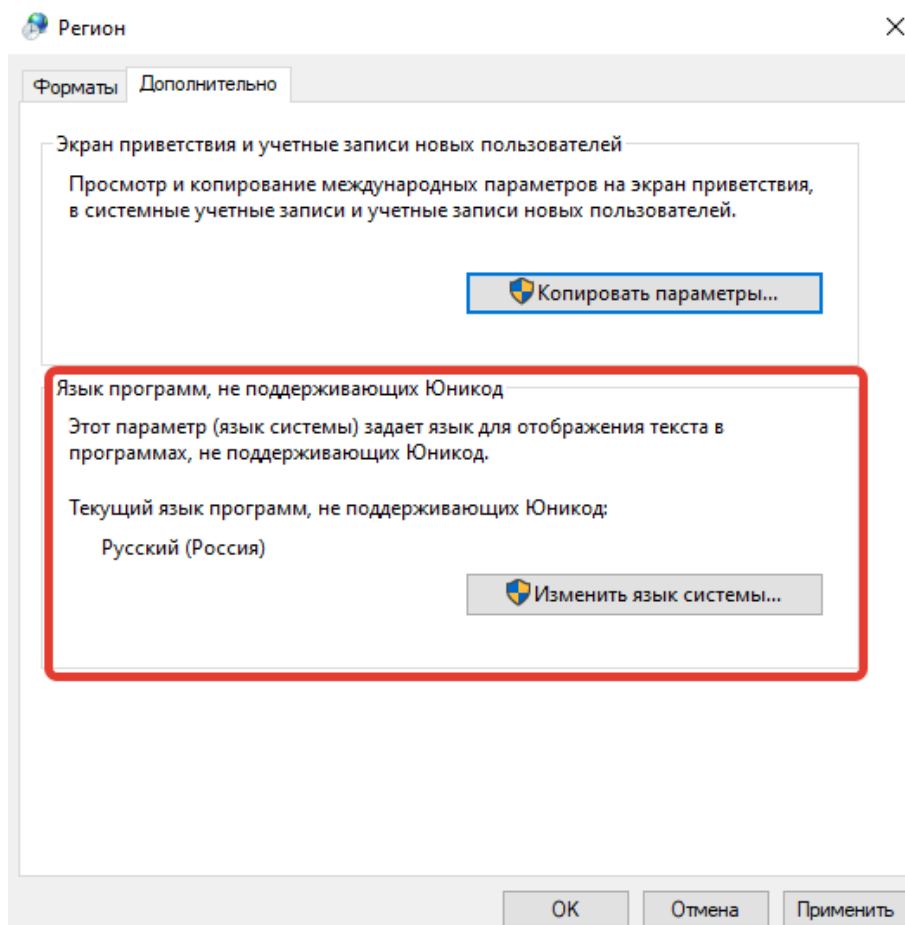 Регион
Форматы
Дополнительно
Экран приветствия и учетные записи новых пользователей
Просмотр и копирование международных параметров на экран приветствия,
в системные учетные записи и учетные записи новых пользователей.
Копировать параметры...
Язык программ, не поддерживающих Юникод
Этот параметр (язык системы) задает язык для отображения текста в
программах, не поддерживающих Юникод.
Текущий язык программ, не поддерживающих Юникод:
Русский (Россия)
Изменить язык системы...
ОК
Отмена
Применить